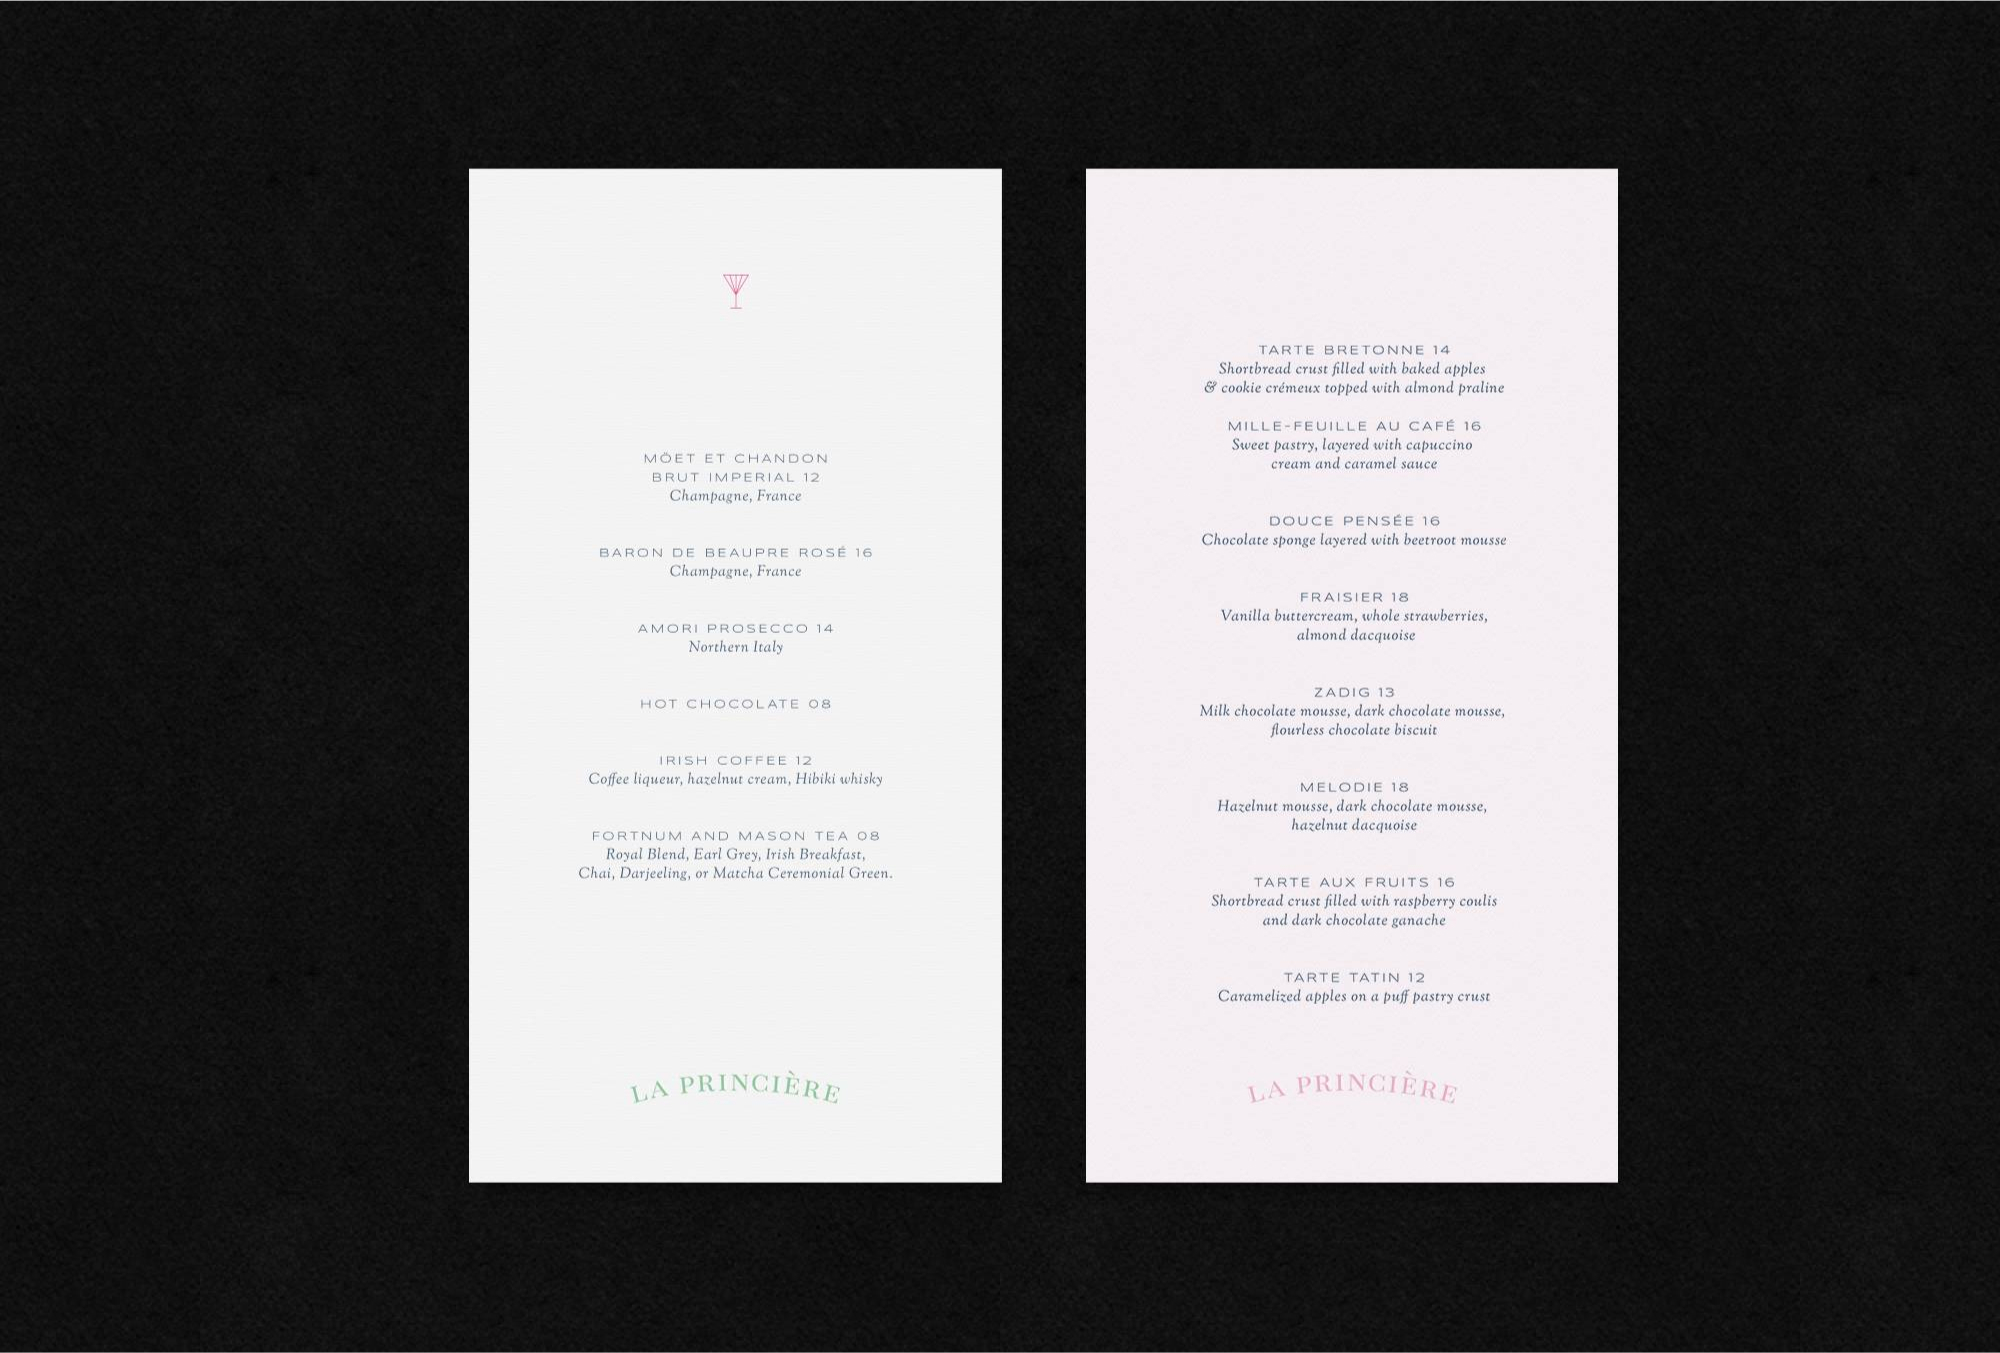 MÖET ET CHANDON
BRUT IMPERIAL 12
Champagne, France
BARON DE BEAUPRE ROSÉ 16
Champagne, France
AMORI PROSECCO 14
Northern Italy
HOT CHOCOLATE 08
IRISH COFFEE 12
Coffee liqueur, hazelnut cream, Hibiki whisky
FORTNUM AND MASON TEA 08
Royal Blend, Earl Grey, Irish Breakfast,
Chai, Darjeeling, or Matcha Ceremonial Green.
LA PRINCIÈRE
TARTE BRETONNE 14
Shortbread crust filled with baked apples
& cookie crémeux topped with almond praline
MILLE-FEUILLE AU CAFÉ 16
Sweet pastry, layered with capuccino
cream and caramel sauce
DOUCE PENSÉE 16
Chocolate sponge layered with beetroot mousse
FRAISIER 18
Vanilla buttercream, whole strawberries,
almond dacquoise
ZADIG 13
Milk chocolate mousse, dark chocolate mousse,
flourless chocolate biscuit
MELODIE 18
Hazelnut mousse, dark chocolate mousse,
hazelnut dacquoise
TARTE AUX FRUITS 16
Shortbread crust filled with raspberry coulis
and dark chocolate ganache
TARTE TATIN 12
Caramelized apples on a puff pastry crust
LA PRINCIÈRE